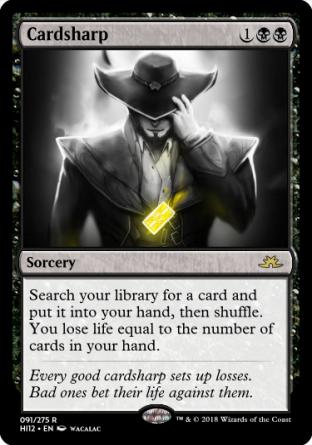 Cardsharp 1
Sorcery
Search your library for a card and
put it into your hand, then shuffle.
You lose life equal to the number of
cards in your hand.
Every good cardsharp sets up losses.
Bad ones bet their life against them.
091/275 R
HI12 • EN WACALAC
™ & © 2018 Wizards of the Coast